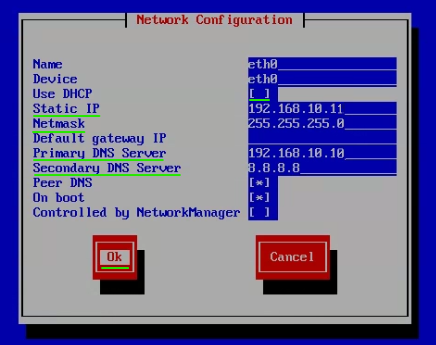 Network Configuration
Name eth0
Device eth0
Use DHCP [ ]
Static IP 192.168.10.11
Netmask 255.255.255.0
Default gateway IP
Primary DNS Server 192.168.10.10
Secondary DNS Server 8.8.8.8
Peer DNS [*]
On boot [*]
Controlled by NetworkManager [ ]
Ok Cancel